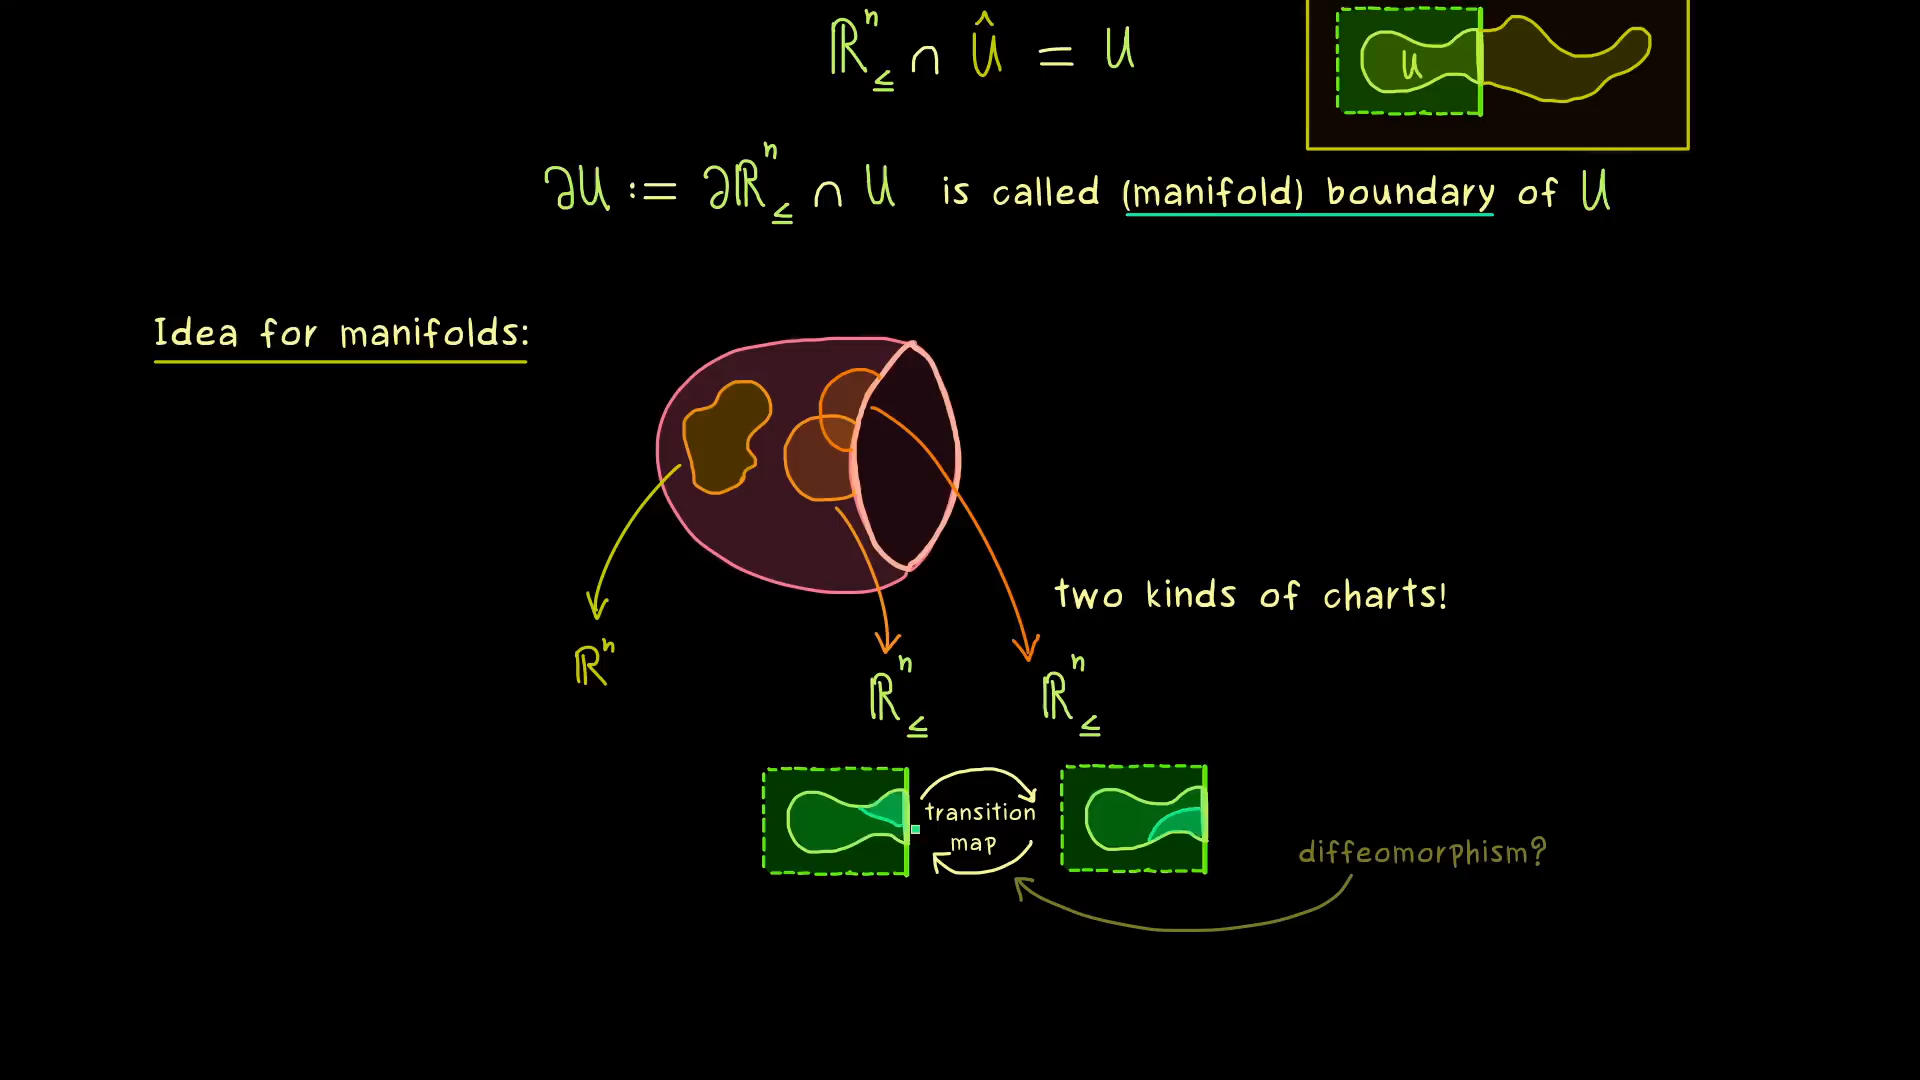 ℝⁿ≤ ∩ Û = U
U
∂U := ∂ℝⁿ≤ ∩ U is called (manifold) boundary of U
Idea for manifolds:
two kinds of charts!
ℝⁿ
ℝⁿ≤ ℝⁿ≤
transition
map
diffeomorphism?